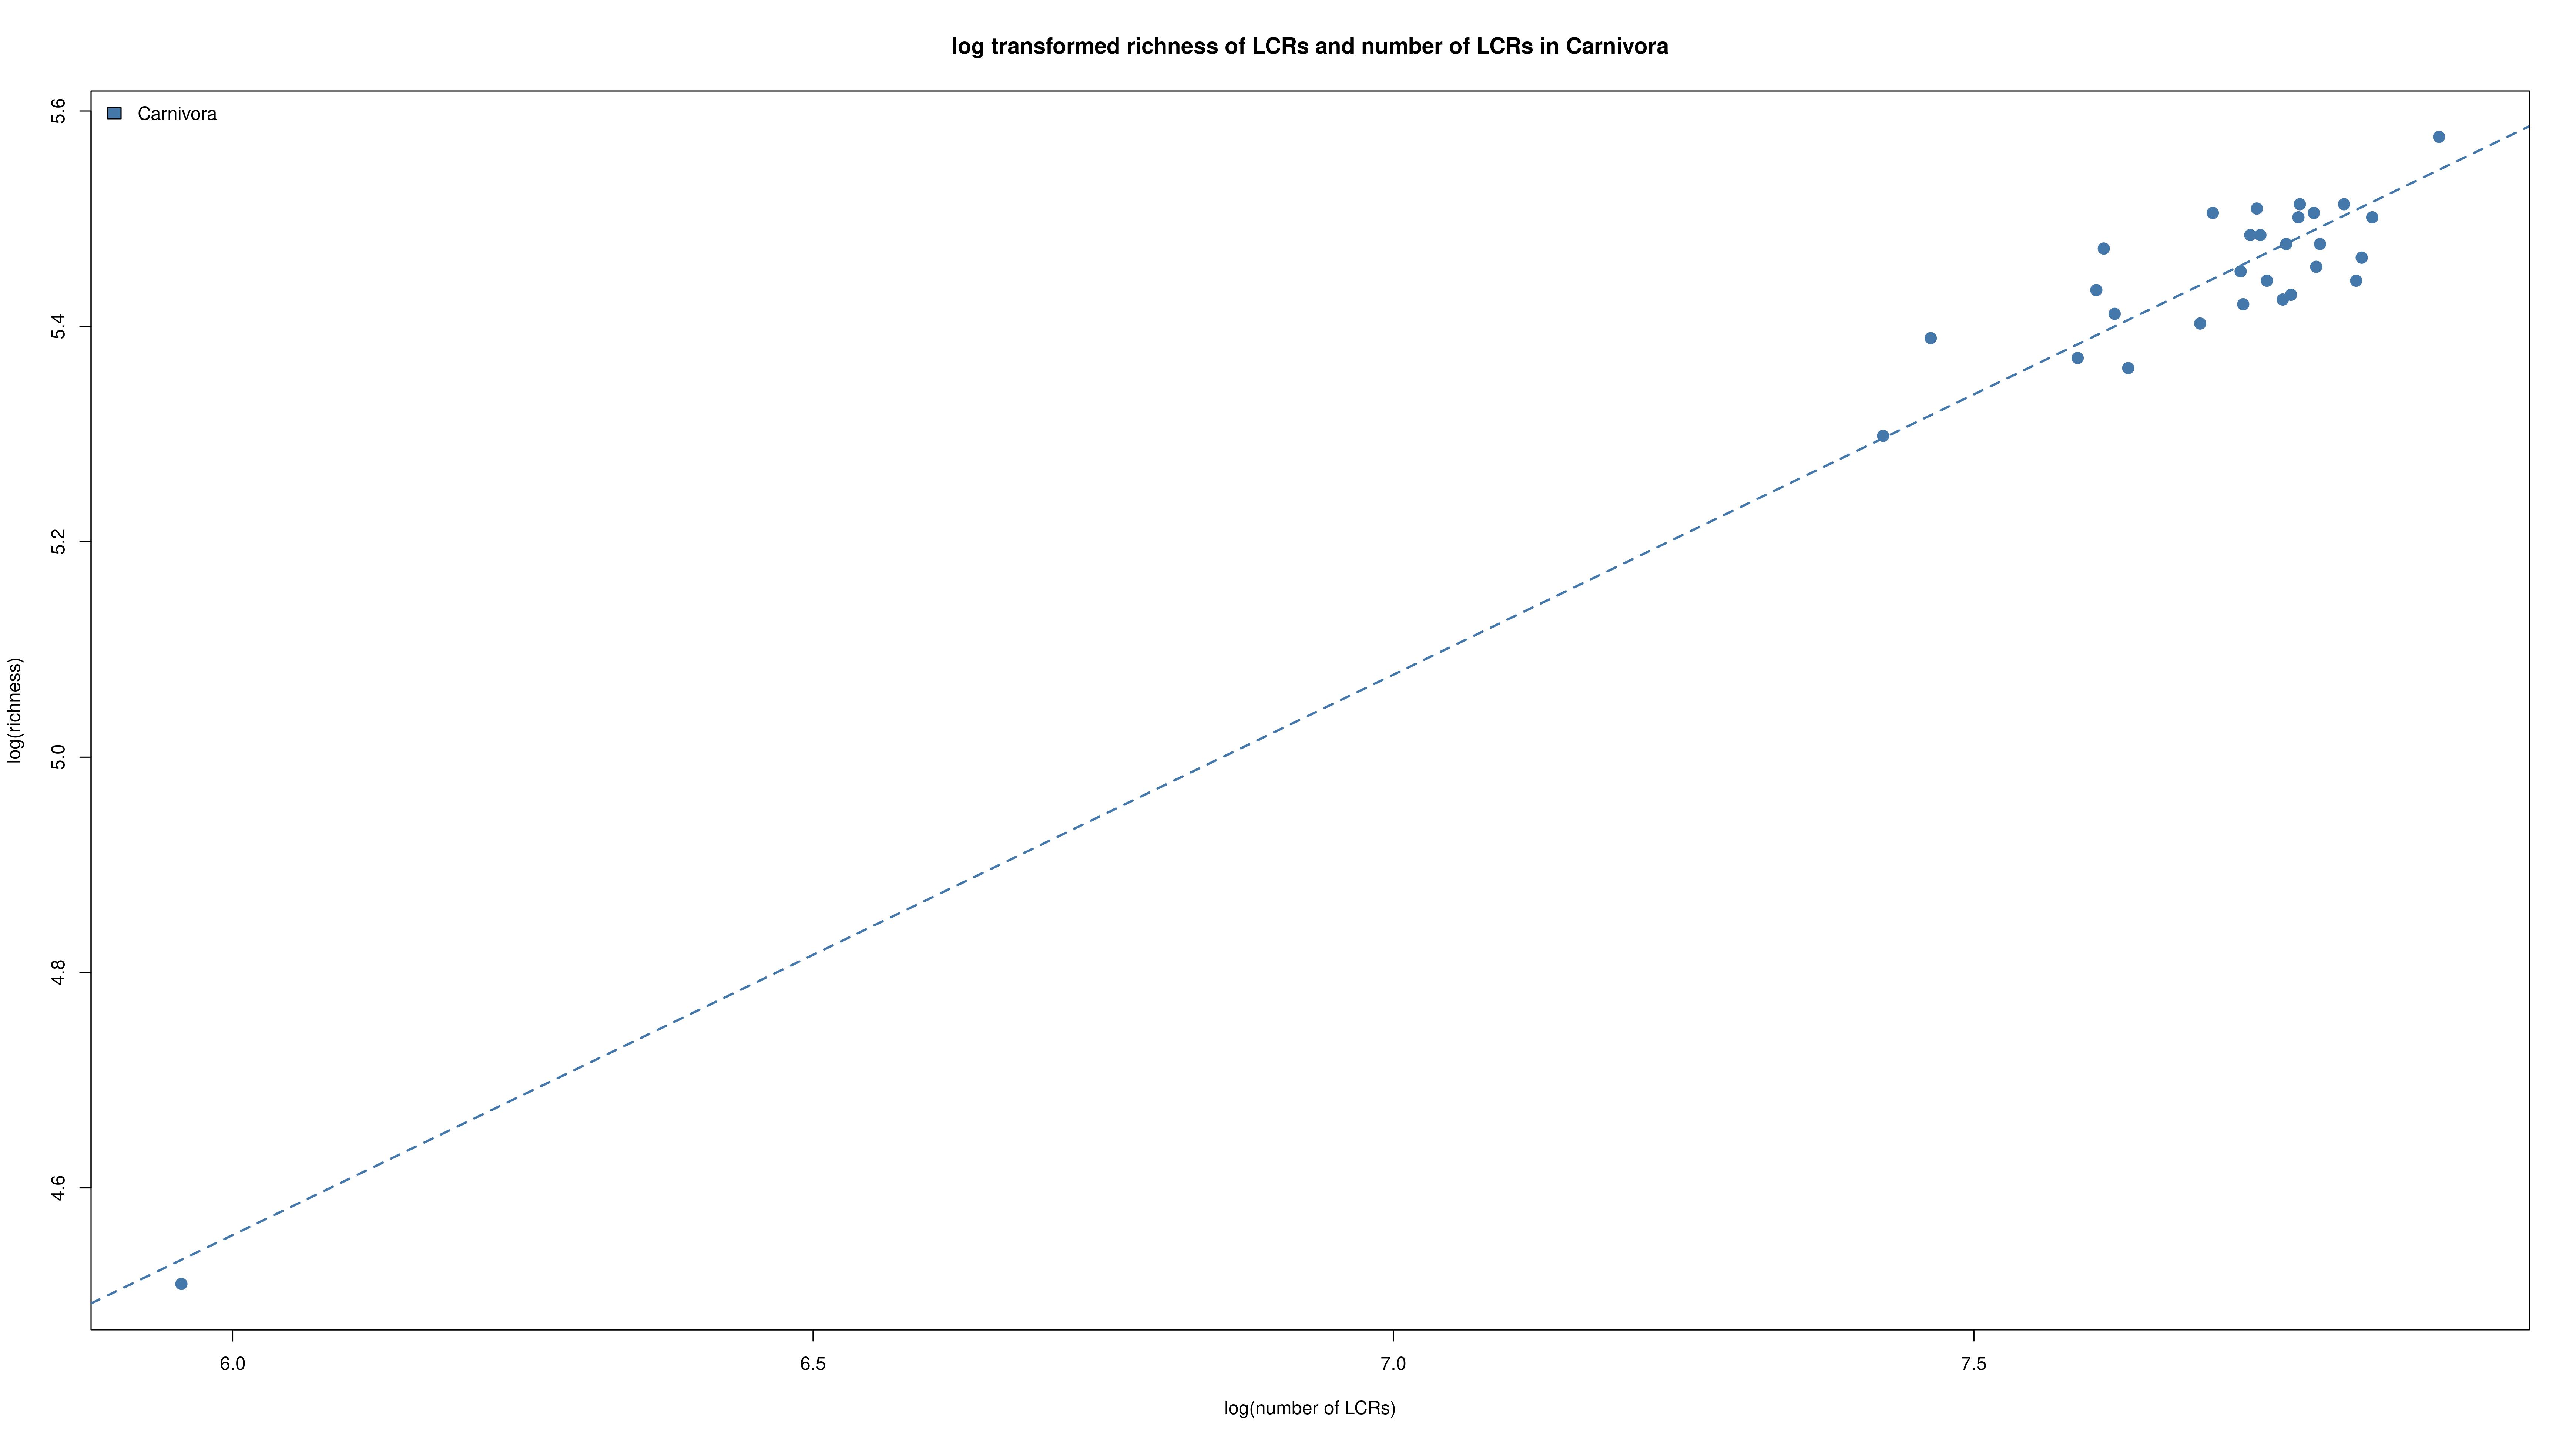 log transformed richness of LCRs and number of LCRs in Carnivora
Carnivora
log(richness)
5.6
5.4
5.2
5.0
4.8
4.6
6.0 6.5 7.0 7.5
log(number of LCRs)